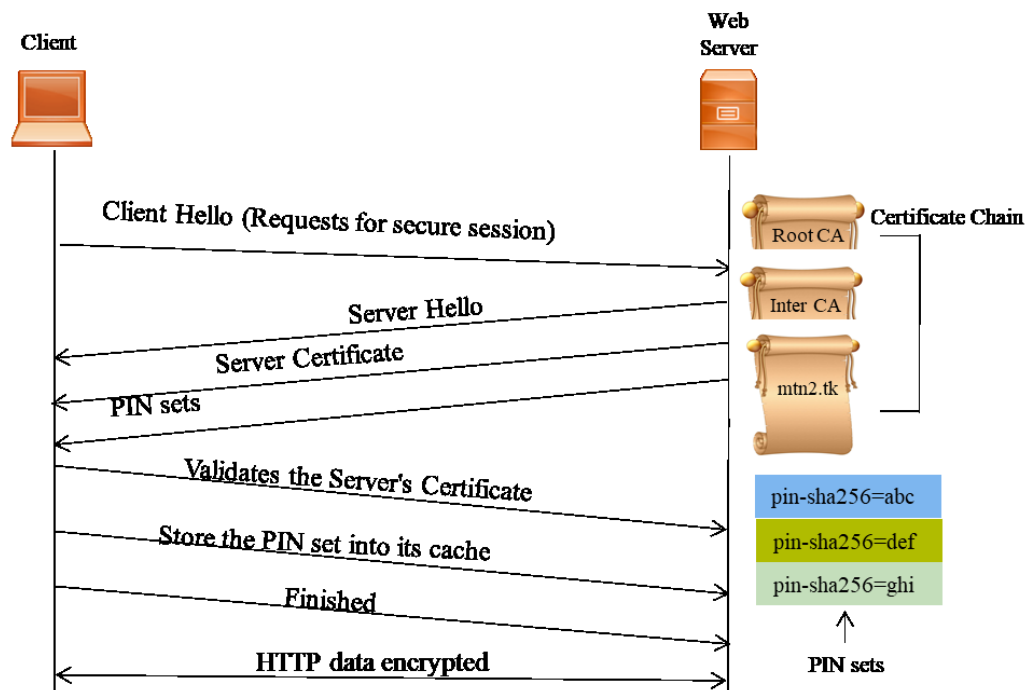 Client
Web
Server
Client Hello (Requests for secure session)
Root CA
Certificate Chain
Inter CA
Server Hello
Server Certificate
mtn2.tk
PIN sets
Validates the Server's Certificate
pin-sha256=abc
Store the PIN set into its cache
pin-sha256=def
pin-sha256=ghi
Finished
HTTP data encrypted
PIN sets